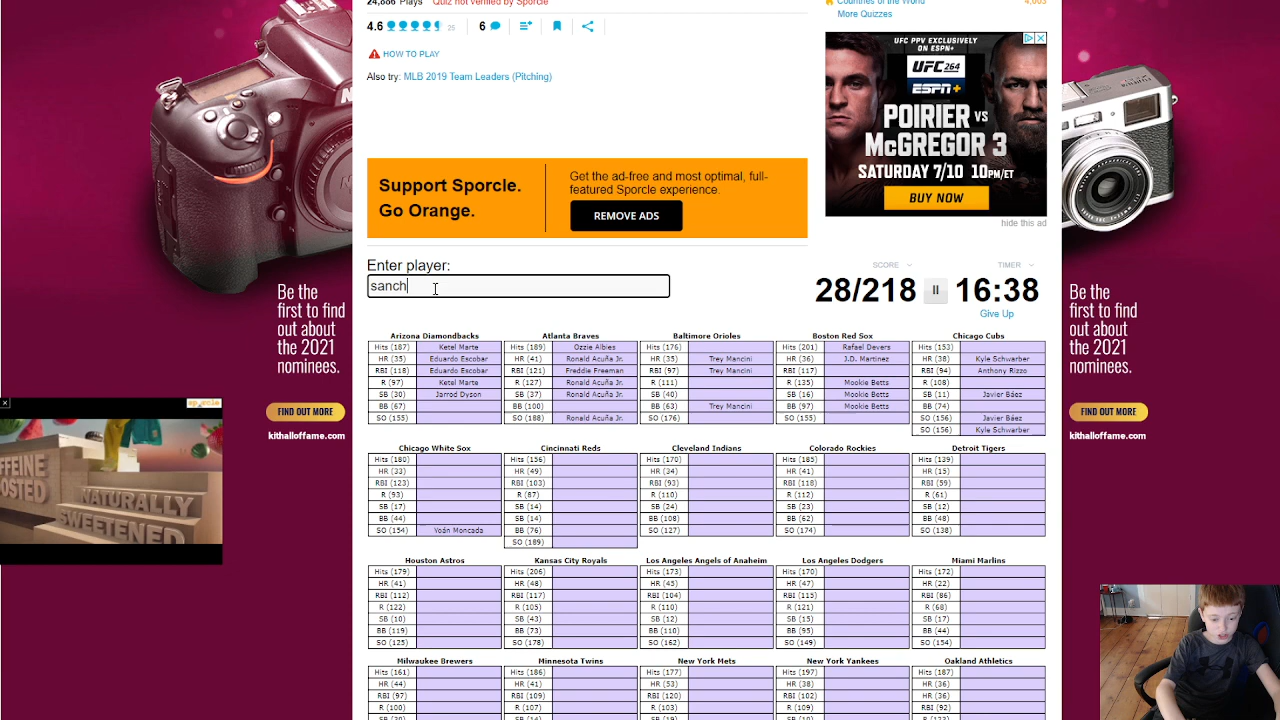 24,686 Plays Quiz not verified by Sporcle
Countries of the World 4,663
More Quizzes
4.6 25 6
HOW TO PLAY
Also try: MLB 2019 Team Leaders (Pitching)
UFC PPV EXCLUSIVELY
ON ESPN+
UFC 264
ESPN+
POIRIER VS
McGREGOR 3
SATURDAY 7/10 10PM/ET
BUY NOW
hide this ad
Support Sporcle.
Go Orange.
Get the ad-free and most optimal, full-
featured Sporcle experience.
REMOVE ADS
Enter player:
sanch
SCORE TIMER
28/218 16:38
Give Up
Be the
first to find
out about
the 2021
nominees.
FIND OUT MORE
kithalloffame.com
Be the
first to find
out about
the 2021
nominees.
FIND OUT MORE
kithalloffame.com
CAFFEINE
BOOSTED
NATURALLY
SWEETENED
Arizona Diamondbacks
Hits (187) Ketel Marte
HR (35) Eduardo Escobar
RBI (118) Eduardo Escobar
R (97) Ketel Marte
SB (30) Jarrod Dyson
BB (67)
SO (155)
Atlanta Braves
Hits (189) Ozzie Albies
HR (41) Ronald Acuña Jr.
RBI (121) Freddie Freeman
R (127) Ronald Acuña Jr.
SB (37) Ronald Acuña Jr.
BB (100)
SO (188) Ronald Acuña Jr.
Baltimore Orioles
Hits (176)
HR (35) Trey Mancini
RBI (97) Trey Mancini
R (111)
SB (40)
BB (63) Trey Mancini
SO (176)
Boston Red Sox
Hits (201) Rafael Devers
HR (36) J.D. Martinez
RBI (117)
R (135) Mookie Betts
SB (16) Mookie Betts
BB (97) Mookie Betts
SO (155)
Chicago Cubs
Hits (153)
HR (38) Kyle Schwarber
RBI (94) Anthony Rizzo
R (108)
SB (11) Javier Báez
BB (74)
SO (156) Javier Báez
SO (156) Kyle Schwarber
Chicago White Sox
Hits (180)
HR (33)
RBI (123)
R (93)
SB (17)
BB (44)
SO (154) Yoán Moncada
Cincinnati Reds
Hits (156)
HR (49)
RBI (103)
R (87)
SB (14)
SB (14)
BB (76)
SO (189)
Cleveland Indians
Hits (170)
HR (34)
RBI (93)
R (110)
SB (24)
BB (108)
SO (127)
Colorado Rockies
Hits (185)
HR (41)
RBI (118)
R (112)
SB (23)
BB (62)
SO (174)
Detroit Tigers
Hits (139)
HR (15)
RBI (59)
R (61)
SB (12)
BB (48)
SO (138)
Houston Astros
Hits (179)
HR (41)
RBI (112)
R (122)
SB (10)
BB (119)
SO (125)
Kansas City Royals
Hits (206)
HR (48)
RBI (117)
R (105)
SB (43)
BB (73)
SO (178)
Los Angeles Angels of Anaheim
Hits (173)
HR (45)
RBI (104)
R (110)
SB (12)
BB (110)
SO (162)
Los Angeles Dodgers
Hits (170)
HR (47)
RBI (115)
R (121)
SB (15)
BB (95)
SO (149)
Miami Marlins
Hits (172)
HR (22)
RBI (86)
R (68)
SB (17)
BB (44)
SO (154)
Milwaukee Brewers
Hits (161)
HR (44)
RBI (97)
R (100)
SB (30)
Minnesota Twins
Hits (186)
HR (41)
RBI (109)
R (107)
New York Mets
Hits (177)
HR (53)
RBI (120)
R (103)
New York Yankees
Hits (197)
HR (38)
RBI (102)
R (109)
Oakland Athletics
Hits (187)
HR (36)
HR (36)
RBI (92)